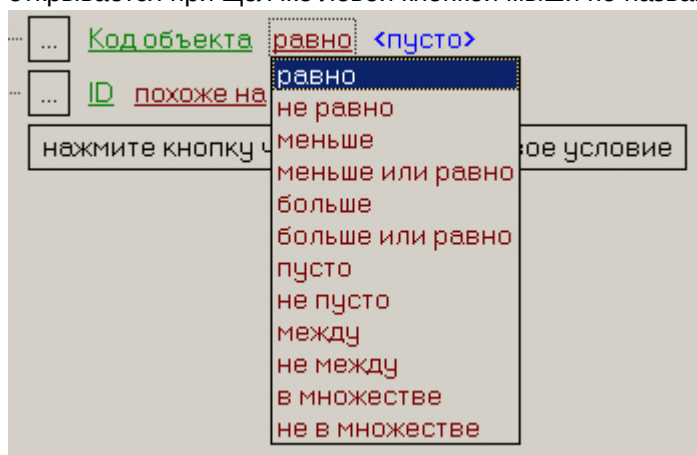 ... Код объекта равно <пусто>
... ID похоже на
нажмите кнопку ое условие
равно
не равно
меньше
меньше или равно
больше
больше или равно
пусто
не пусто
между
не между
в множестве
не в множестве